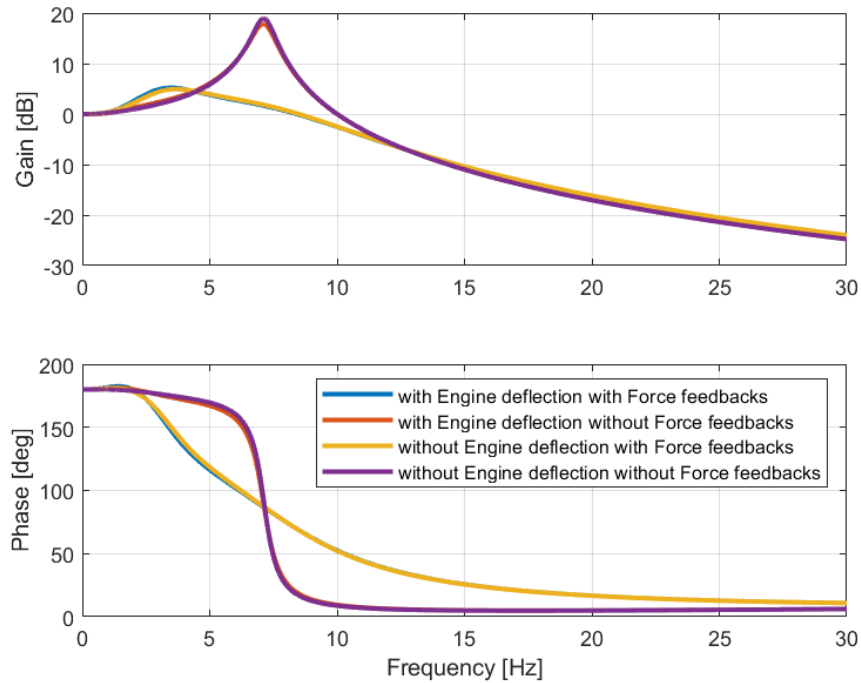 20
10
0
-10
-20
-30
Gain [dB]
0 5 10 15 20 25 30
200
150
100
50
0
Phase [deg]
with Engine deflection with Force feedbacks
with Engine deflection without Force feedbacks
without Engine deflection with Force feedbacks
without Engine deflection without Force feedbacks
0 5 10 15 20 25 30
Frequency [Hz]